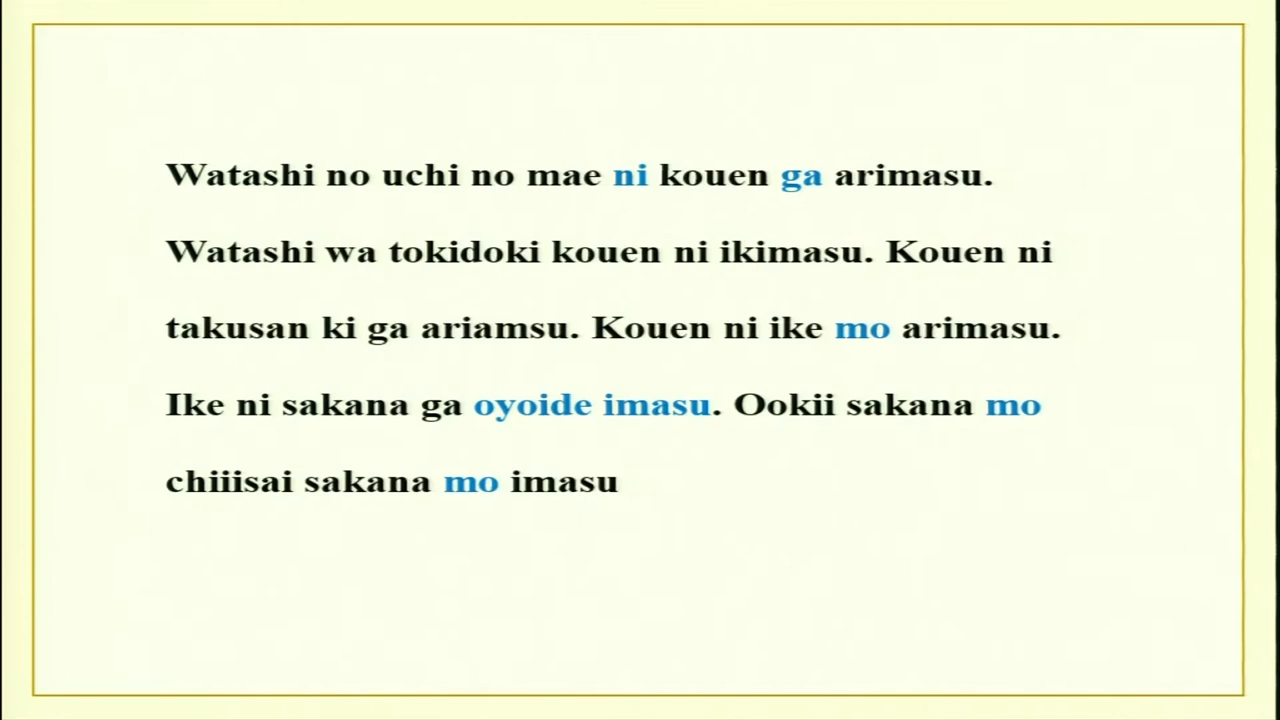 Watashi no uchi no mae ni kouen ga arimasu.
Watashi wa tokidoki kouen ni ikimasu. Kouen ni
takusan ki ga ariamsu. Kouen ni ike mo arimasu.
Ike ni sakana ga oyoide imasu. Ookii sakana mo
chiiisai sakana mo imasu